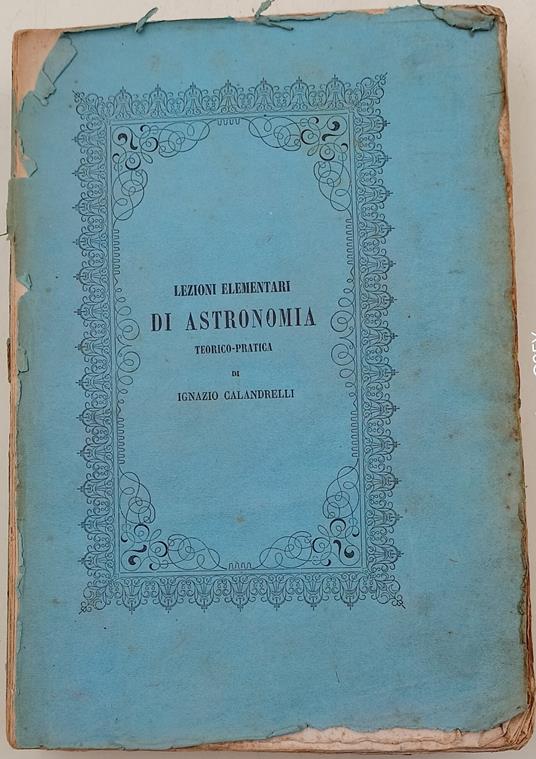 LEZIONI ELEMENTARI
DI ASTRONOMIA
TEORICO-PRATICA
DI
IGNAZIO CALANDRELLI